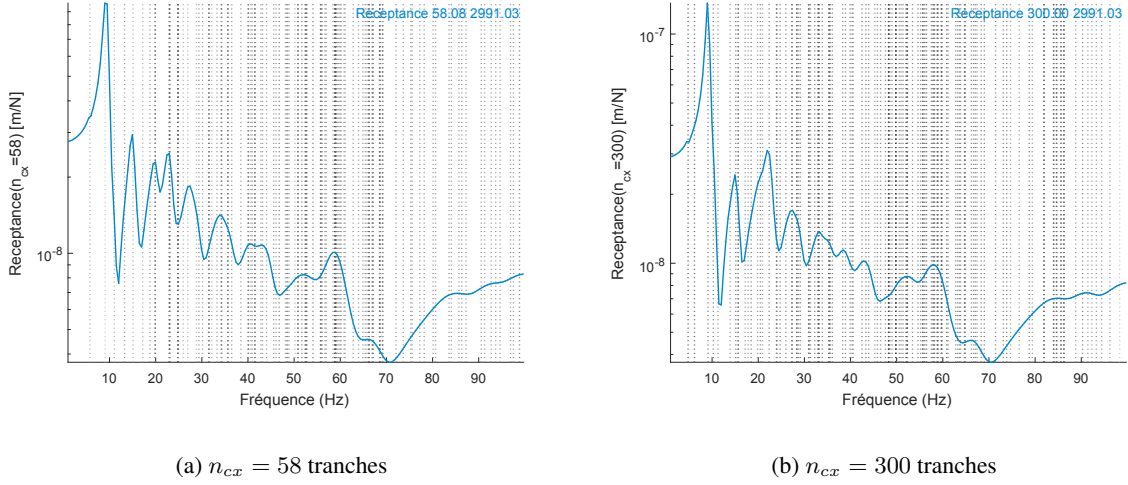 Receptance 58.08 2991.03
Receptance(n_cx =58) [m/N]
10^-8
10 20 30 40 50 60 70 80 90
Fréquence (Hz)
(a) n_cx = 58 tranches
Receptance 300.00 2991.03
Receptance(n_cx =300) [m/N]
10^-7
10^-8
10 20 30 40 50 60 70 80 90
Fréquence (Hz)
(b) n_cx = 300 tranches